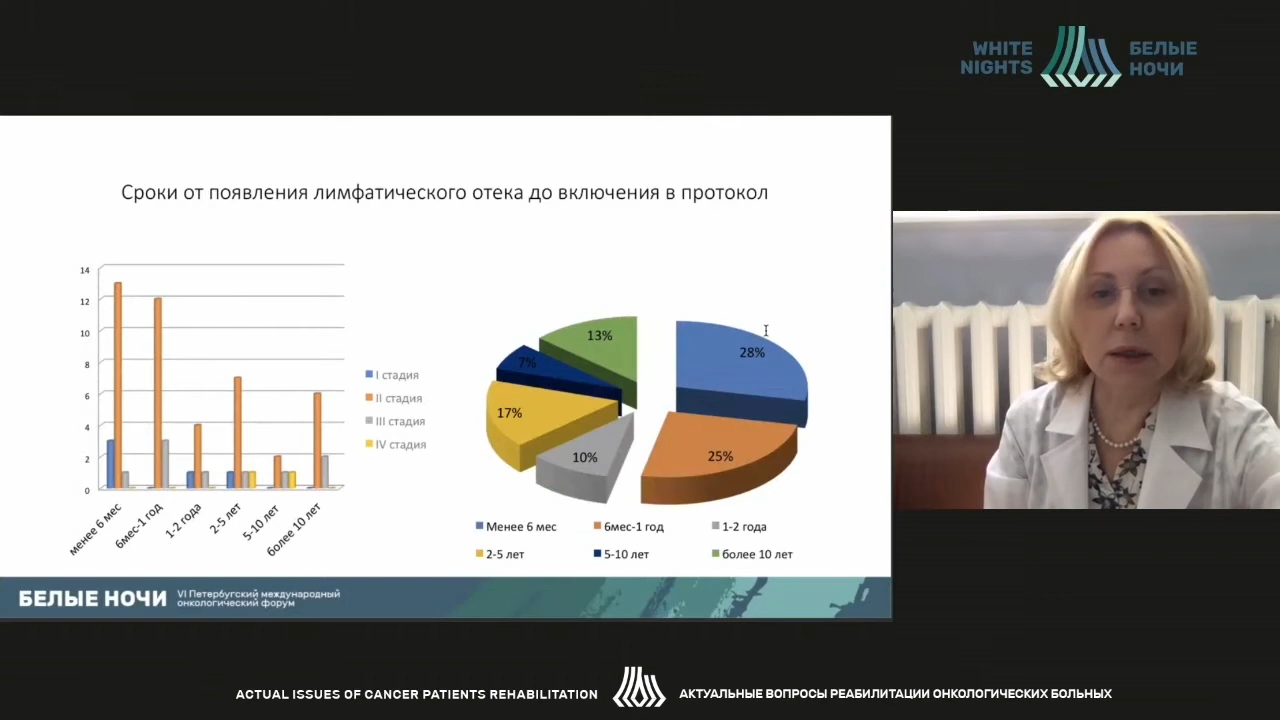 WHITE
NIGHTS
БЕЛЫЕ
НОЧИ
Сроки от появления лимфатического отека до включения в протокол
14
12
10
8
6
4
2
0
менее 6 мес
6мес-1 год
1-2 года
2-5 лет
5-10 лет
более 10 лет
I стадия
II стадия
III стадия
IV стадия
13%
28%
7%
17%
10%
25%
Менее 6 мес
6мес-1 год
1-2 года
2-5 лет
5-10 лет
более 10 лет
БЕЛЫЕ НОЧИ
VI Петербургский международный
онкологический форум
ACTUAL ISSUES OF CANCER PATIENTS REHABILITATION
АКТУАЛЬНЫЕ ВОПРОСЫ РЕАБИЛИТАЦИИ ОНКОЛОГИЧЕСКИХ БОЛЬНЫХ